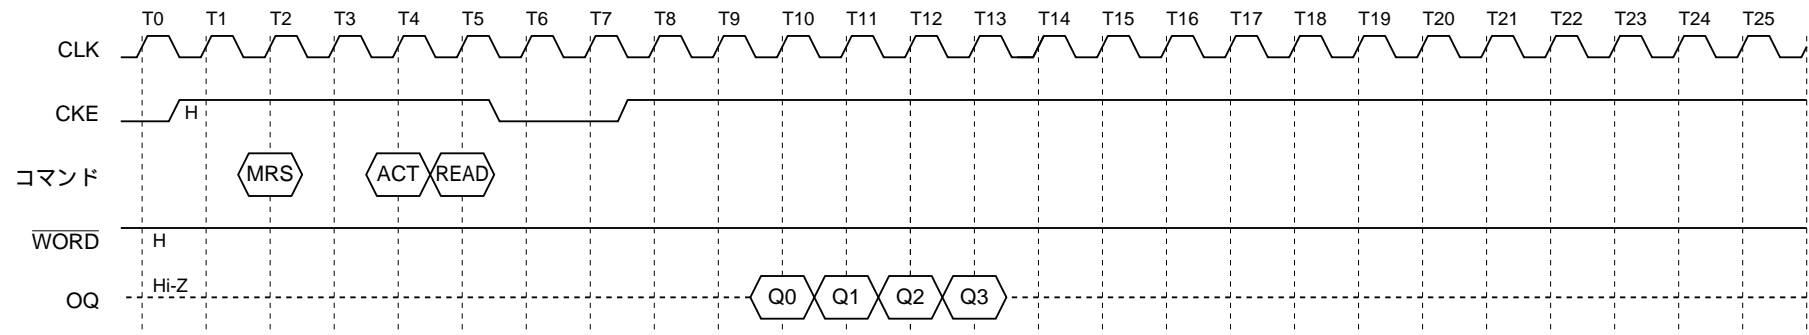 T0 T1 T2 T3 T4 T5 T6 T7 T8 T9 T10 T11 T12 T13 T14 T15 T16 T17 T18 T19 T20 T21 T22 T23 T24 T25
CLK
CKE H
コマンド MRS ACT READ
WORD H
OQ Hi-Z Q0 Q1 Q2 Q3